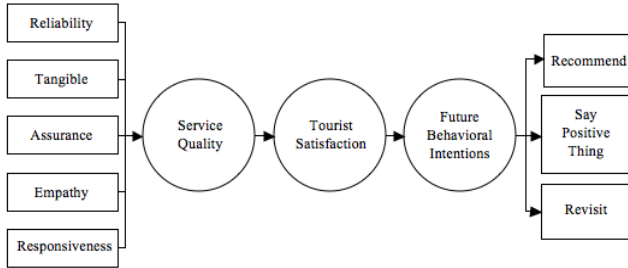 Reliability
Tangible
Assurance
Empathy
Responsiveness
Service
Quality
Tourist
Satisfaction
Future
Behavioral
Intentions
Recommend
Say
Positive
Thing
Revisit